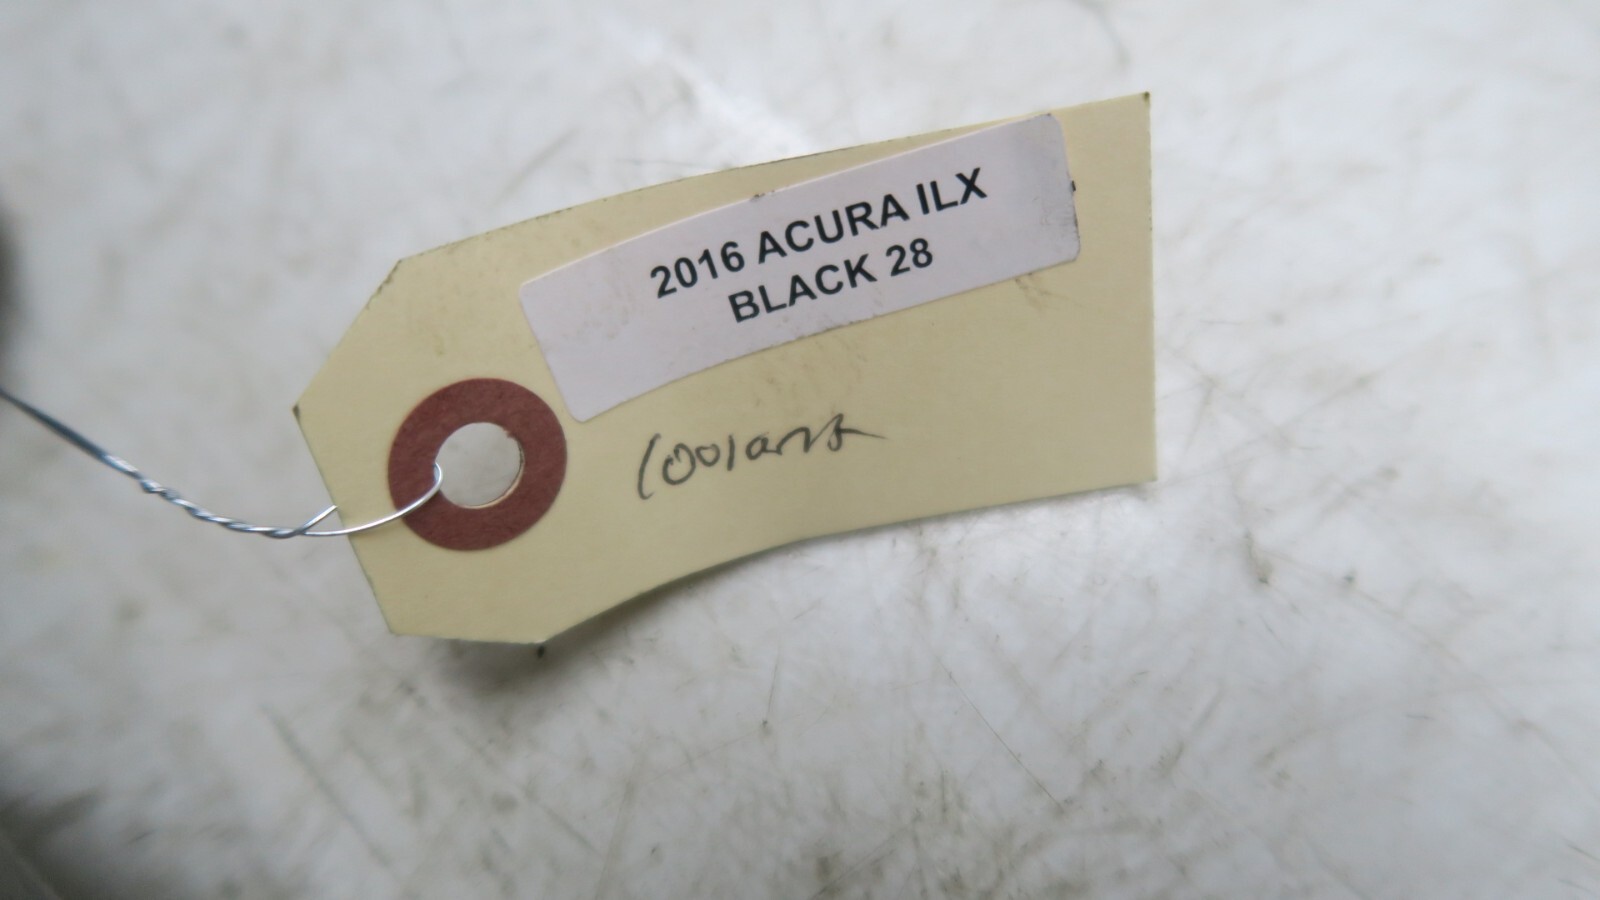 2016 ACURA ILX
BLACK 28
Coolant